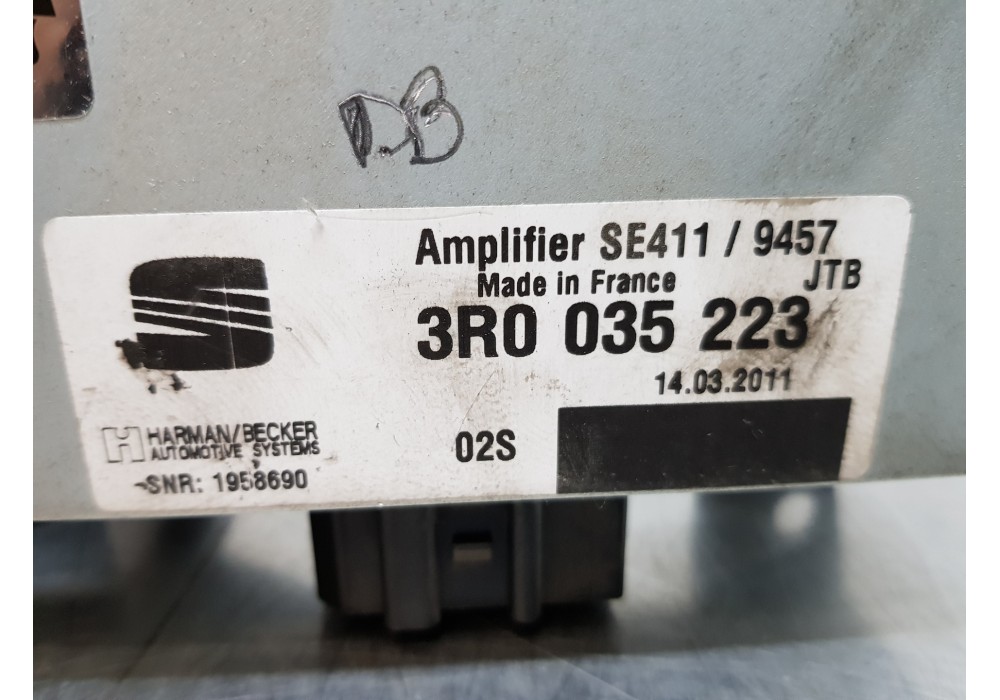 DB
Amplifier SE411 / 9457
Made in France JTB
3R0 035 223
14.03.2011
HARMAN/BECKER
AUTOMOTIVE SYSTEMS
02S
SNR: 1958690